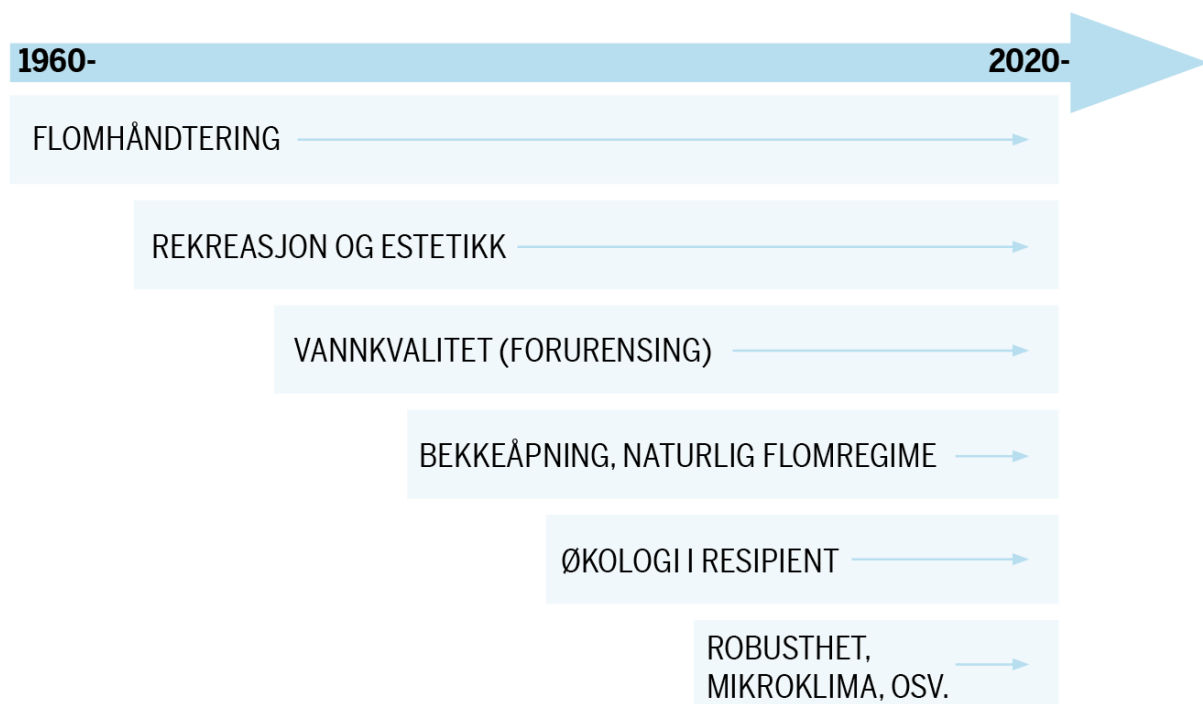 1960-
2020-
FLOMHÅNDTERING
REKREASJON OG ESTETIKK
VANNKVALITET (FORURENSING)
BEKKEÅPNING, NATURLIG FLOMREGIME
ØKOLOGI I RESIPIENT
ROBUSTHET,
MIKROKLIMA, OSV.